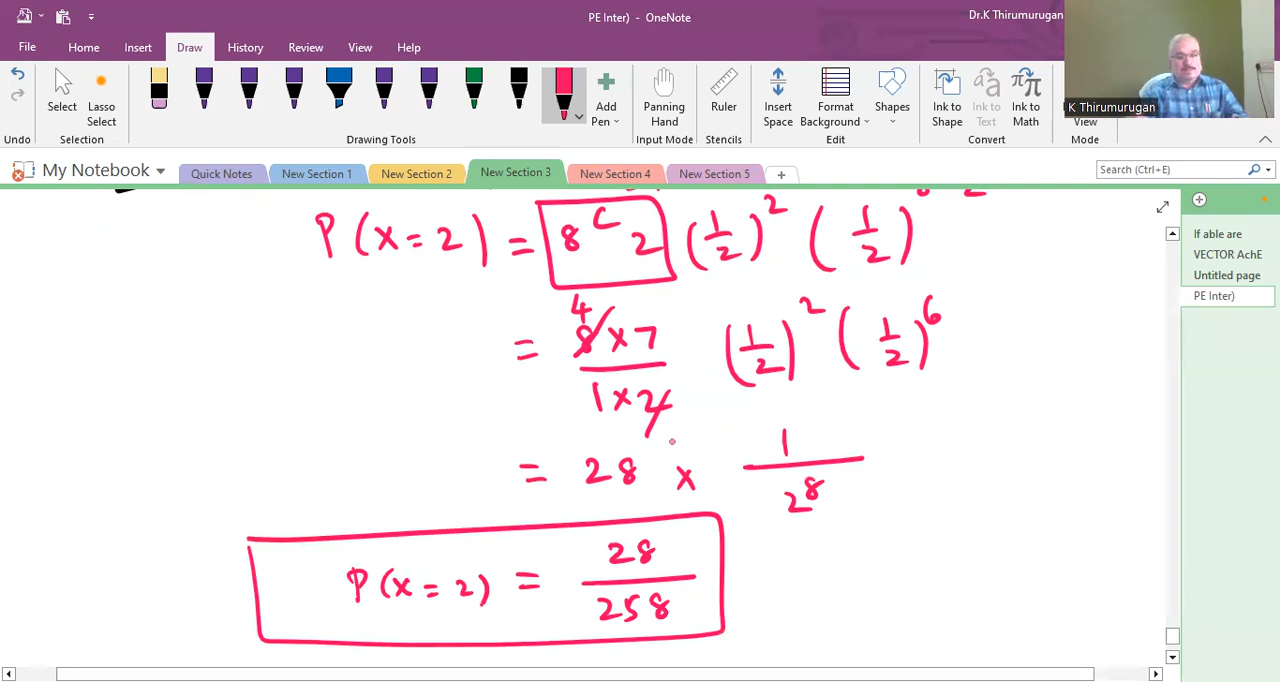 PE Inter) - OneNote
Dr.K Thirumurugan
File Home Insert Draw History Review View Help
Undo
Select
Lasso Select
Add Pen
Panning Hand
Ruler
Insert Space
Format Background
Shapes
Ink to Shape
Ink to Text
Ink to Math
View
K Thirumurugan
Undo Selection Drawing Tools Input Mode Stencils Edit Convert Mode
My Notebook Quick Notes New Section 1 New Section 2 New Section 3 New Section 4 New Section 5 + Search (Ctrl+E)
If able are
VECTOR AchE
Untitled page
PE Inter)
P(x=2) = 8C2 (1/2)^2 (1/2)
= 4 8×7 / 1×2 (1/2)^2 (1/2)^6
= 28 × 1/2^8
P(x=2) = 28/258